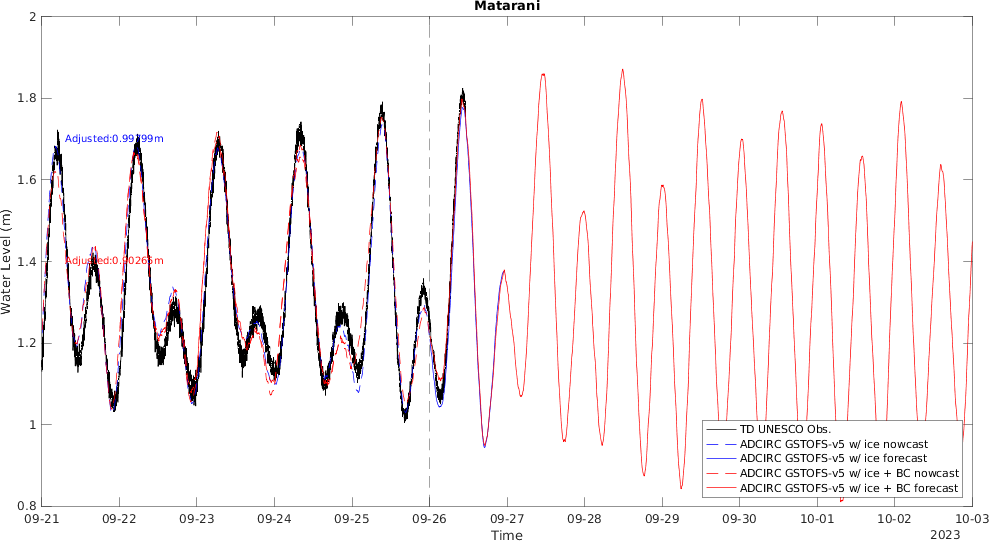 Matarani
2
1.8
1.6
1.4
1.2
1
0.8
Water Level (m)
Adjusted:0.99799m
TD UNESCO Obs.
ADCIRC GSTOFS-v5 w/ ice nowcast
ADCIRC GSTOFS-v5 w/ ice forecast
ADCIRC GSTOFS-v5 w/ ice + BC nowcast
ADCIRC GSTOFS-v5 w/ ice + BC forecast
09-21 09-22 09-23 09-24 09-25 09-26 09-27 09-28 09-29 09-30 10-01 10-02 10-03
Time
2023